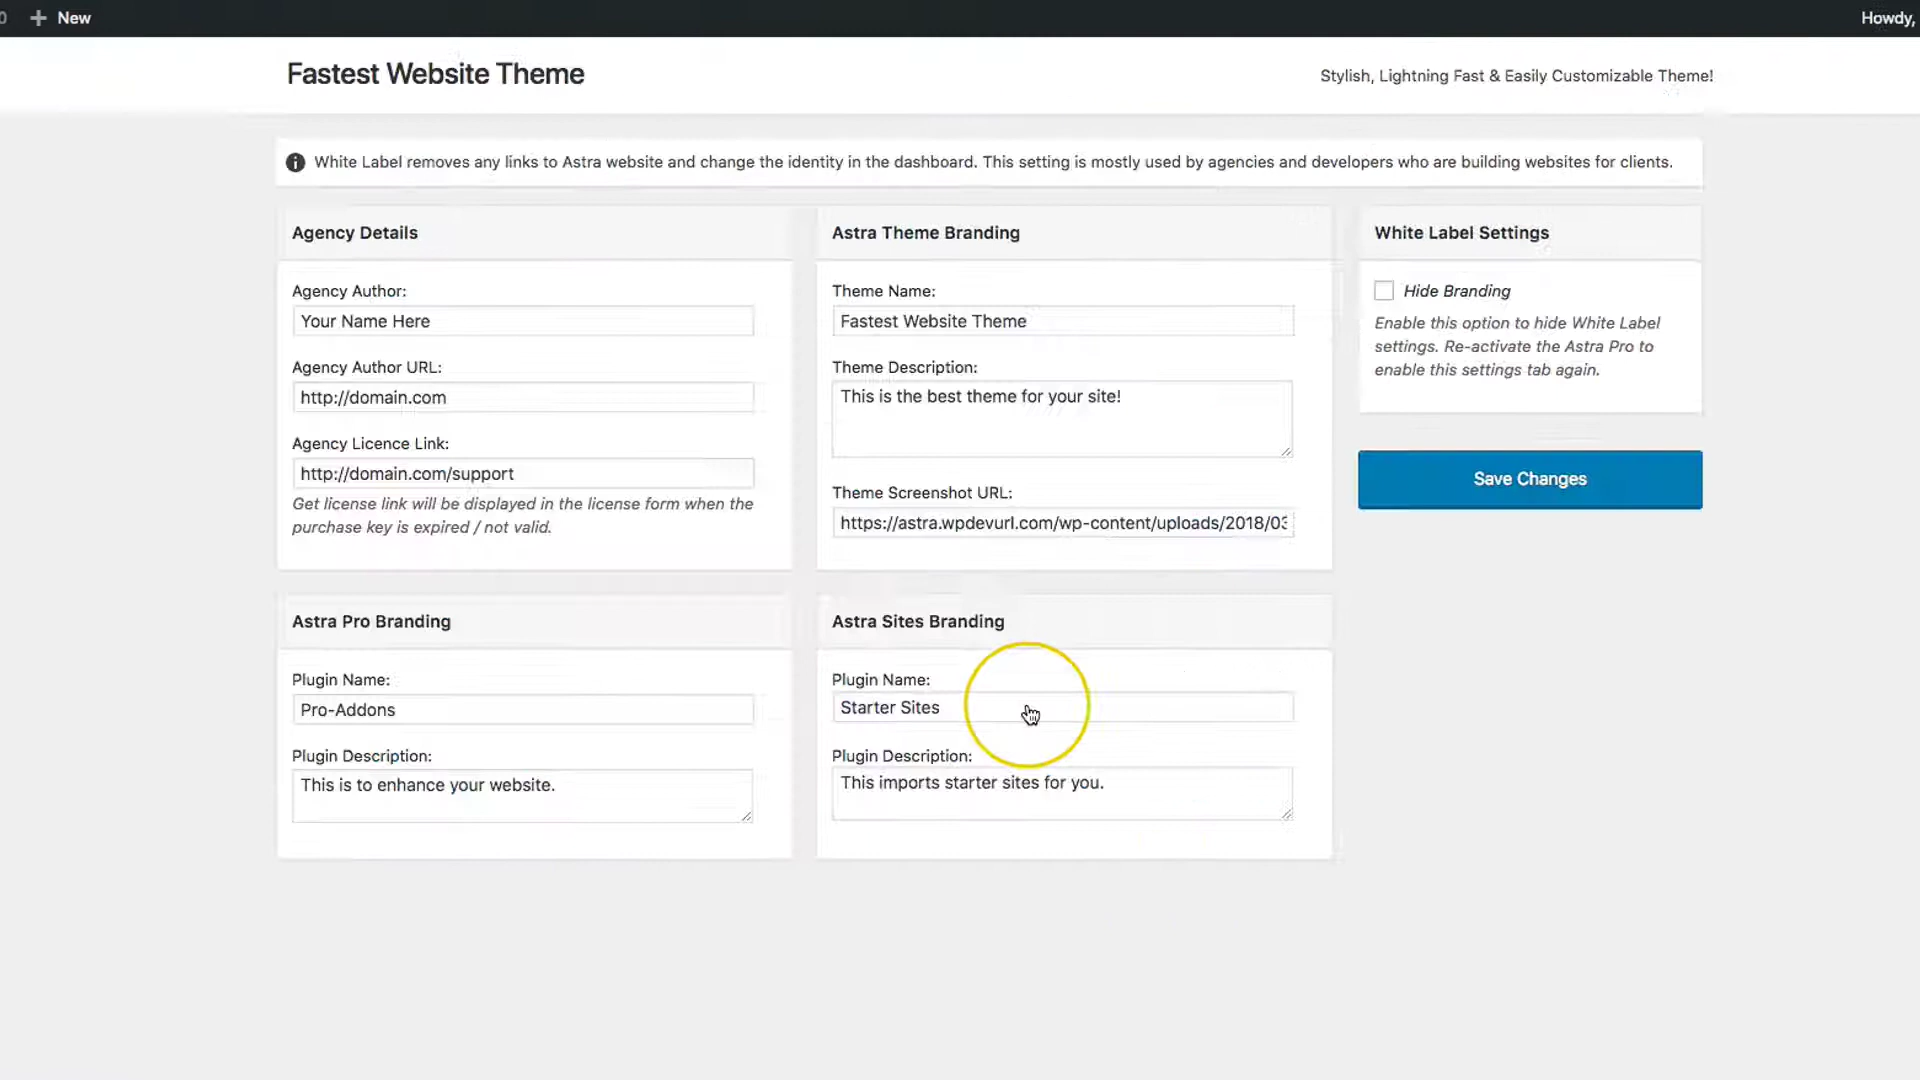 New
Howdy,
Fastest Website Theme
Stylish, Lightning Fast & Easily Customizable Theme!
White Label removes any links to Astra website and change the identity in the dashboard. This setting is mostly used by agencies and developers who are building websites for clients.
Agency Details
Agency Author:
Your Name Here
Agency Author URL:
http://domain.com
Agency Licence Link:
http://domain.com/support
Get license link will be displayed in the license form when the
purchase key is expired / not valid.
Astra Theme Branding
Theme Name:
Fastest Website Theme
Theme Description:
This is the best theme for your site!
Theme Screenshot URL:
https://astra.wpdevurl.com/wp-content/uploads/2018/03
White Label Settings
Hide Branding
Enable this option to hide White Label
settings. Re-activate the Astra Pro to
enable this settings tab again.
Save Changes
Astra Pro Branding
Plugin Name:
Pro-Addons
Plugin Description:
This is to enhance your website.
Astra Sites Branding
Plugin Name:
Starter Sites
Plugin Description:
This imports starter sites for you.